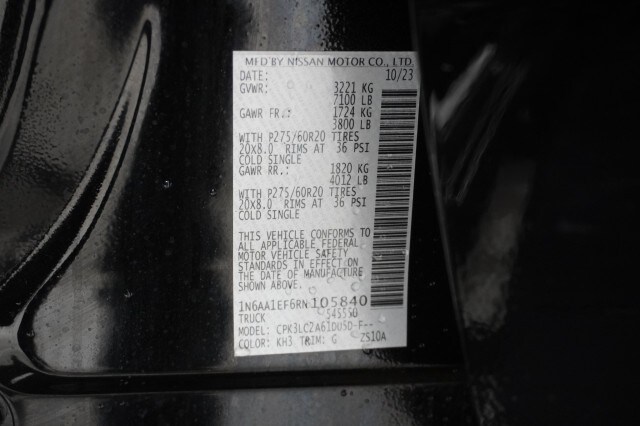 MFD BY NISSAN MOTOR CO., LTD.
DATE: 10/23
GVWR: 3221 KG
7100 LB
GAWR FR.: 1724 KG
3800 LB
WITH P275/60R20 TIRES
20X8.0 RIMS AT 36 PSI
COLD SINGLE
GAWR RR.: 1820 KG
4012 LB
WITH P275/60R20 TIRES
20X8.0 RIMS AT 36 PSI
COLD SINGLE
THIS VEHICLE CONFORMS TO
ALL APPLICABLE FEDERAL
MOTOR VEHICLE SAFETY
STANDARDS IN EFFECT ON
THE DATE OF MANUFACTURE
SHOWN ABOVE.
1N6AA1EF6RN105840
TRUCK
MODEL: CPK3LC2A61DU5D-F--
COLOR: KH3 TRIM: G ZS10A